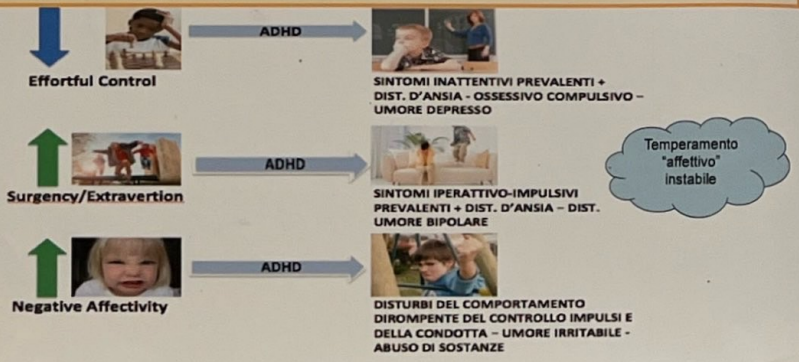 ADHD
Effortful Control
SINTOMI INATTENTIVI PREVALENTI +
DIST. D'ANSIA - OSSESSIVO COMPULSIVO –
UMORE DEPRESSO
Temperamento
"affettivo"
instabile
ADHD
Surgency/Extravertion
SINTOMI IPERATTIVO-IMPULSIVI
PREVALENTI + DIST. D'ANSIA – DIST.
UMORE BIPOLARE
ADHD
Negative Affectivity
DISTURBI DEL COMPORTAMENTO
DIROMPENTE DEL CONTROLLO IMPULSI E
DELLA CONDOTTA – UMORE IRRITABILE -
ABUSO DI SOSTANZE